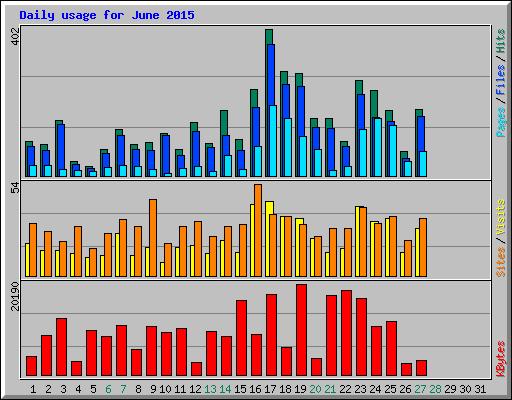 Daily usage for June 2015
402
54
20190
Pages / Files / Hits
Sites / Visits
KBytes
1 2 3 4 5 6 7 8 9 10 11 12 13 14 15 16 17 18 19 20 21 22 23 24 25 26 27 28 29 30 31